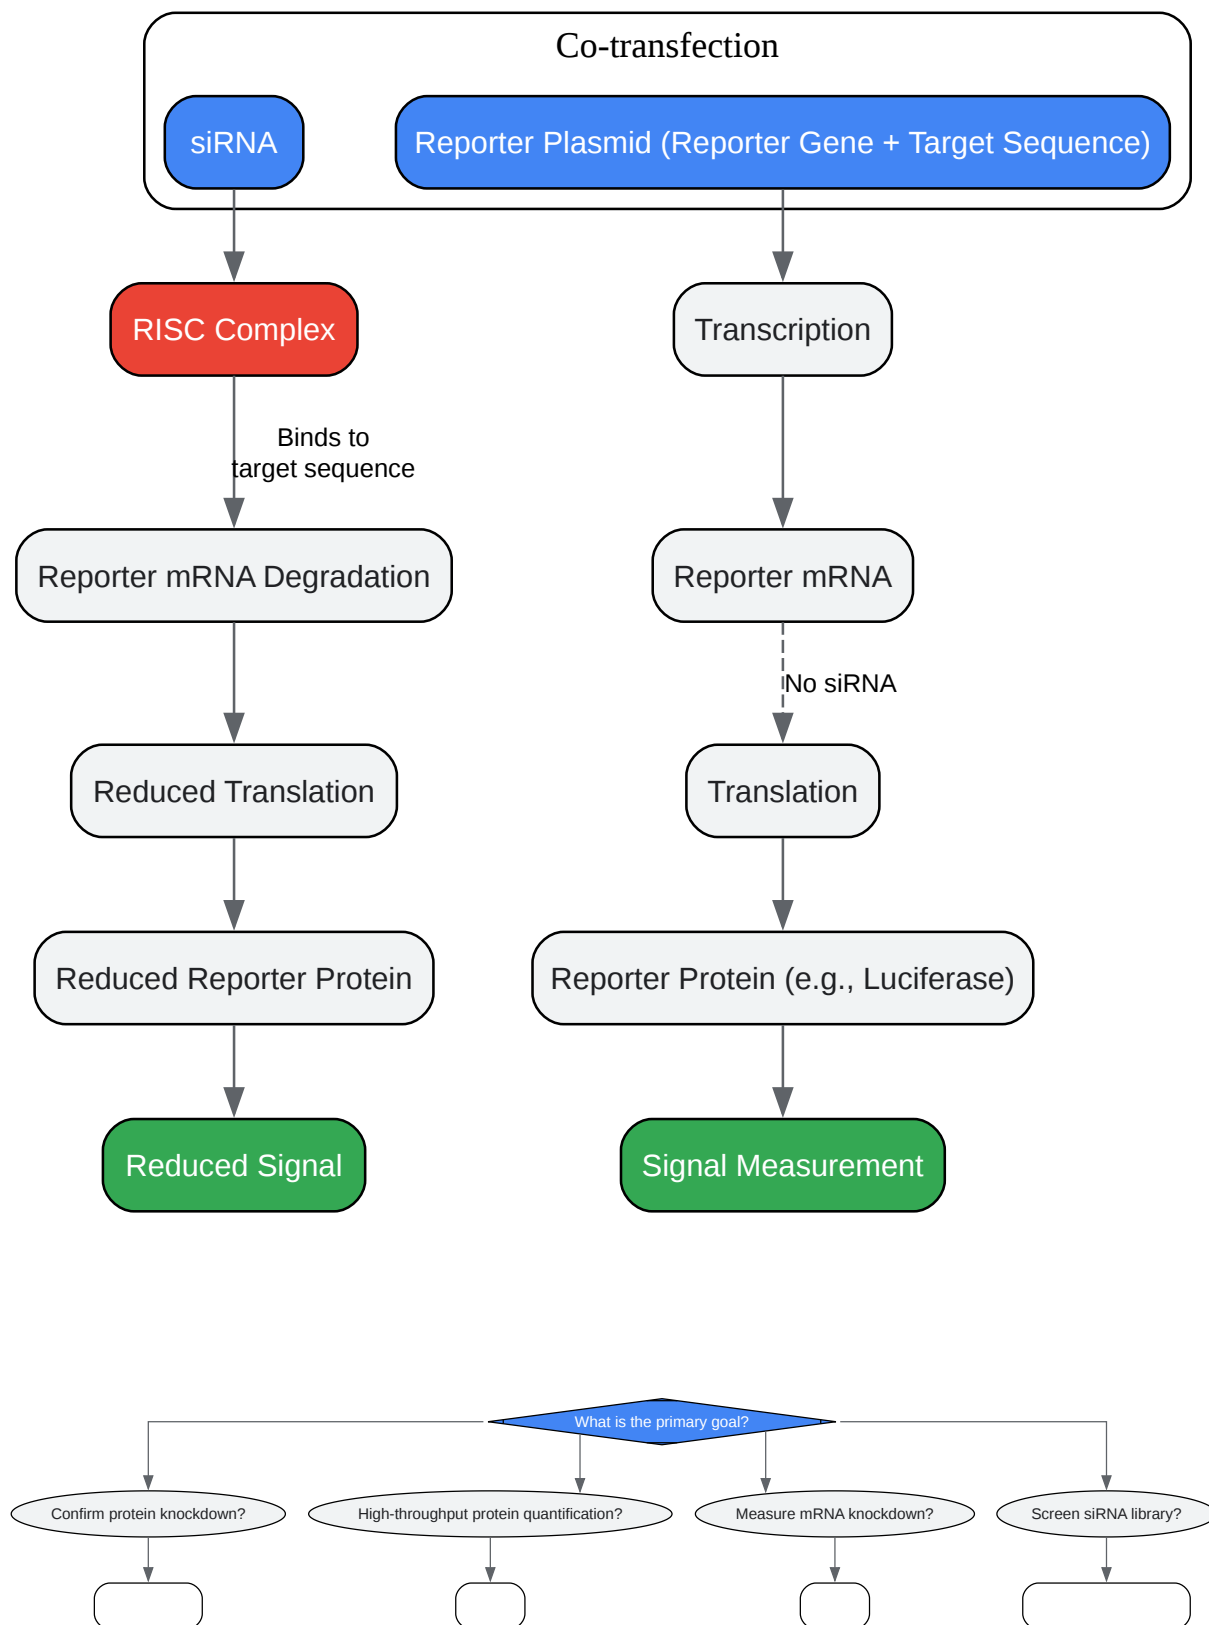 Co-transfection
siRNA
Reporter Plasmid (Reporter Gene + Target Sequence)
RISC Complex
Transcription
Binds to
target sequence
Reporter mRNA Degradation
Reporter mRNA
No siRNA
Reduced Translation
Translation
Reduced Reporter Protein
Reporter Protein (e.g., Luciferase)
Reduced Signal
Signal Measurement
What is the primary goal?
Confirm protein knockdown?
High-throughput protein quantification?
Measure mRNA knockdown?
Screen siRNA library?